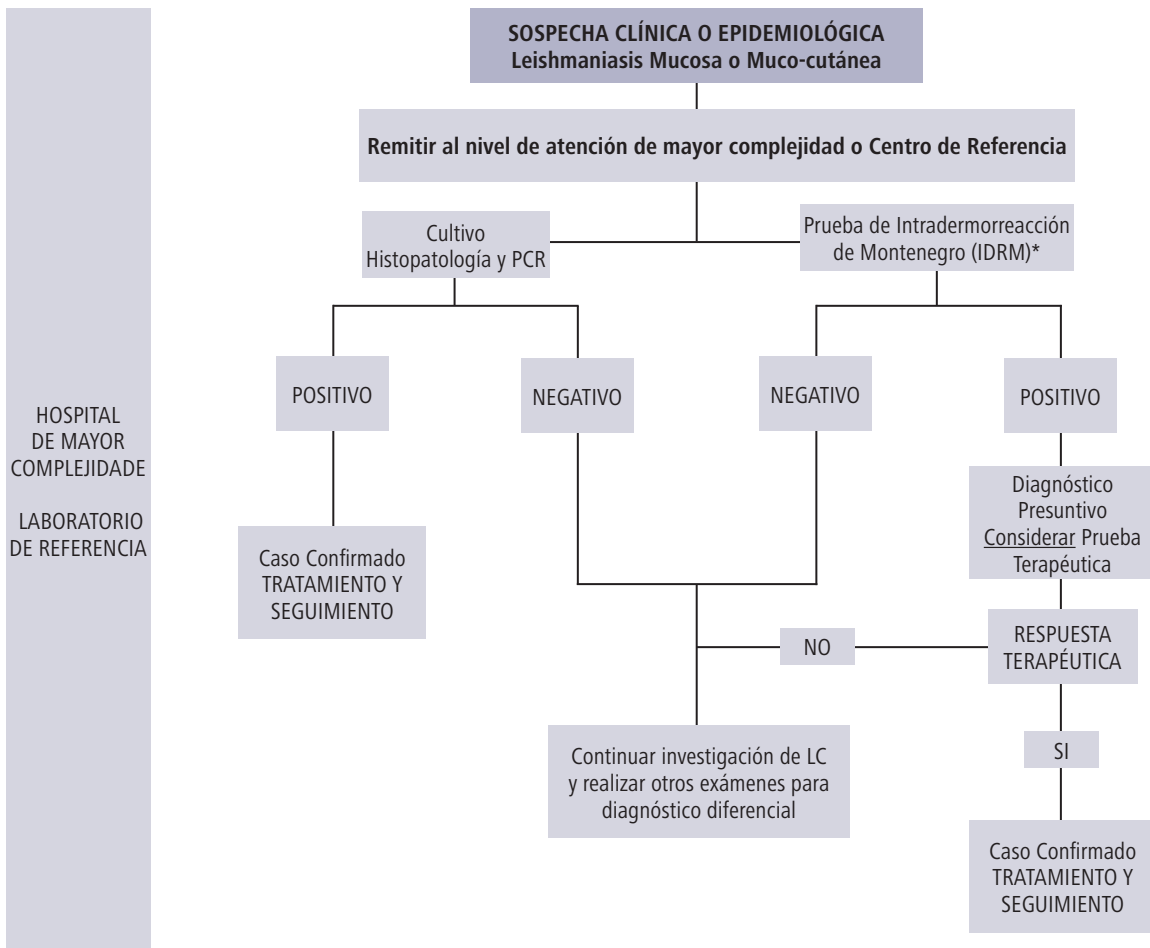 SOSPECHA CLÍNICA O EPIDEMIOLÓGICA
Leishmaniasis Mucosa o Muco-cutánea
Remitir al nivel de atención de mayor complejidad o Centro de Referencia
Cultivo
Histopatología y PCR
Prueba de Intradermorreacción
de Montenegro (IDRM)*
POSITIVO
NEGATIVO
NEGATIVO
POSITIVO
HOSPITAL
DE MAYOR
COMPLEJIDADE
LABORATORIO
DE REFERENCIA
Diagnóstico
Presuntivo
Considerar Prueba
Terapéutica
Caso Confirmado
TRATAMIENTO Y
SEGUIMIENTO
NO
RESPUESTA
TERAPÉUTICA
Continuar investigación de LC
y realizar otros exámenes para
diagnóstico diferencial
SI
Caso Confirmado
TRATAMIENTO Y
SEGUIMIENTO